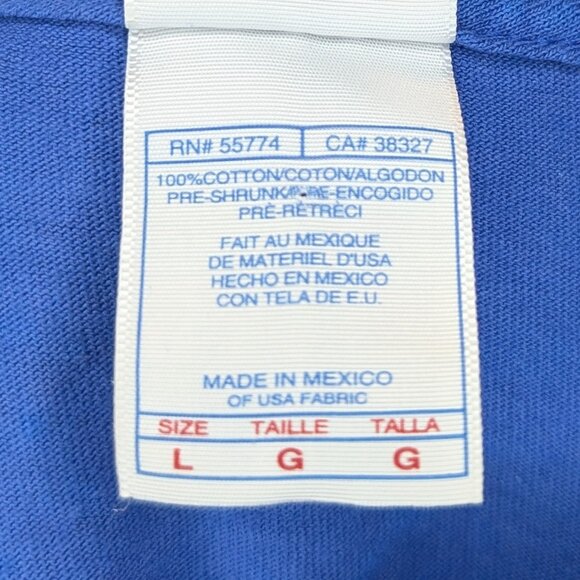 RN# 55774 CA# 38327
100%COTTON/COTON/ALGODON
PRE-SHRUNK/PRE-ENCOGIDO
PRÉ-RÉTRÉCI
FAIT AU MEXIQUE
DE MATERIEL D'USA
HECHO EN MEXICO
CON TELA DE E.U.
MADE IN MEXICO
OF USA FABRIC
SIZE TAILLE TALLA
L G G